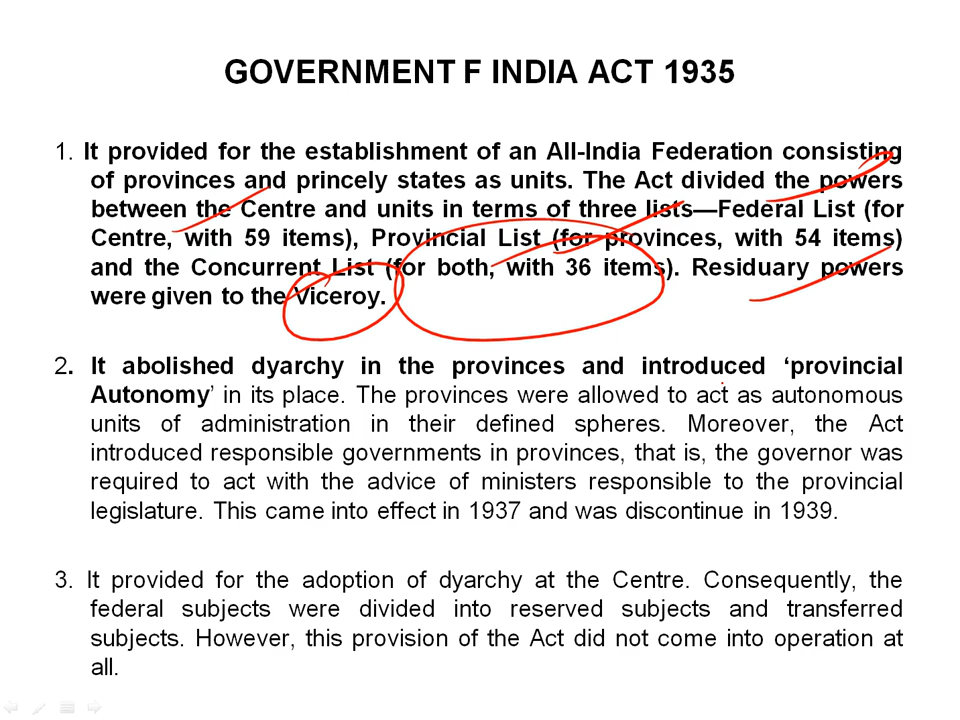 GOVERNMENT F INDIA ACT 1935
1. It provided for the establishment of an All-India Federation consisting
of provinces and princely states as units. The Act divided the powers
between the Centre and units in terms of three lists—Federal List (for
Centre, with 59 items), Provincial List (for provinces, with 54 items)
and the Concurrent List (for both, with 36 items). Residuary powers
were given to the Viceroy.
2. It abolished dyarchy in the provinces and introduced ‘provincial
Autonomy’ in its place. The provinces were allowed to act as autonomous
units of administration in their defined spheres. Moreover, the Act
introduced responsible governments in provinces, that is, the governor was
required to act with the advice of ministers responsible to the provincial
legislature. This came into effect in 1937 and was discontinue in 1939.
3. It provided for the adoption of dyarchy at the Centre. Consequently, the
federal subjects were divided into reserved subjects and transferred
subjects. However, this provision of the Act did not come into operation at
all.